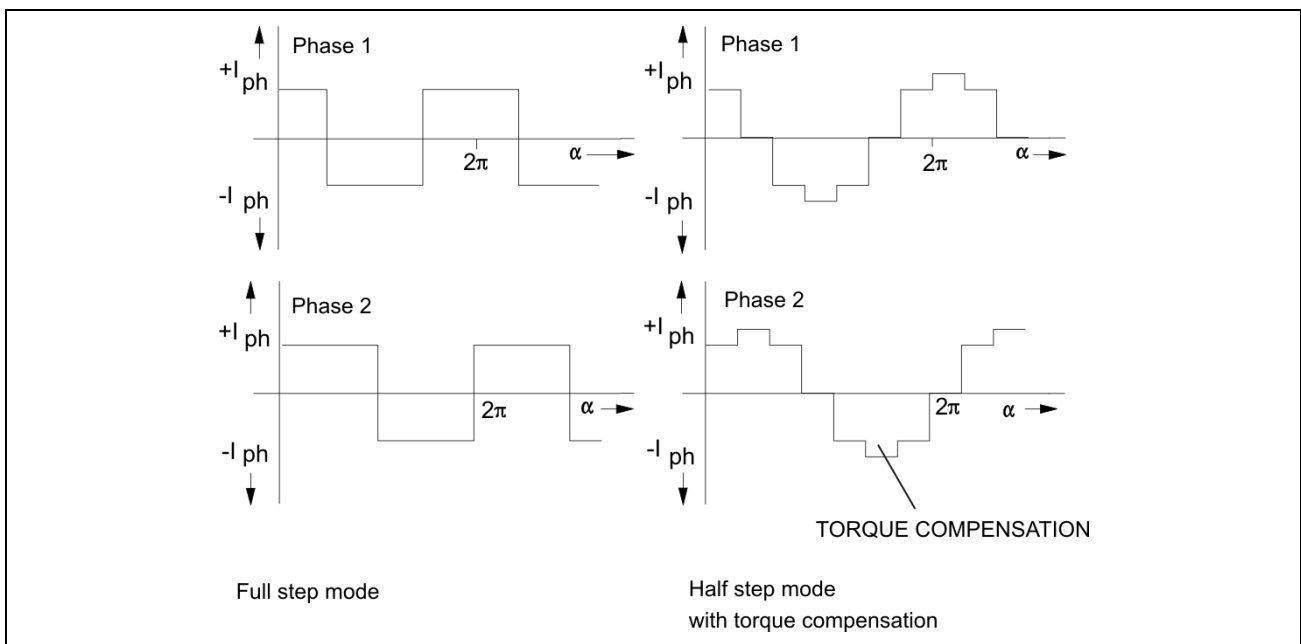 Phase 1
+I ph
2π
α
-I ph
Phase 1
+I ph
2π
α
-I ph
Phase 2
+I ph
2π
α
-I ph
Phase 2
+I ph
2π
α
-I ph
TORQUE COMPENSATION
Full step mode
Half step mode
with torque compensation